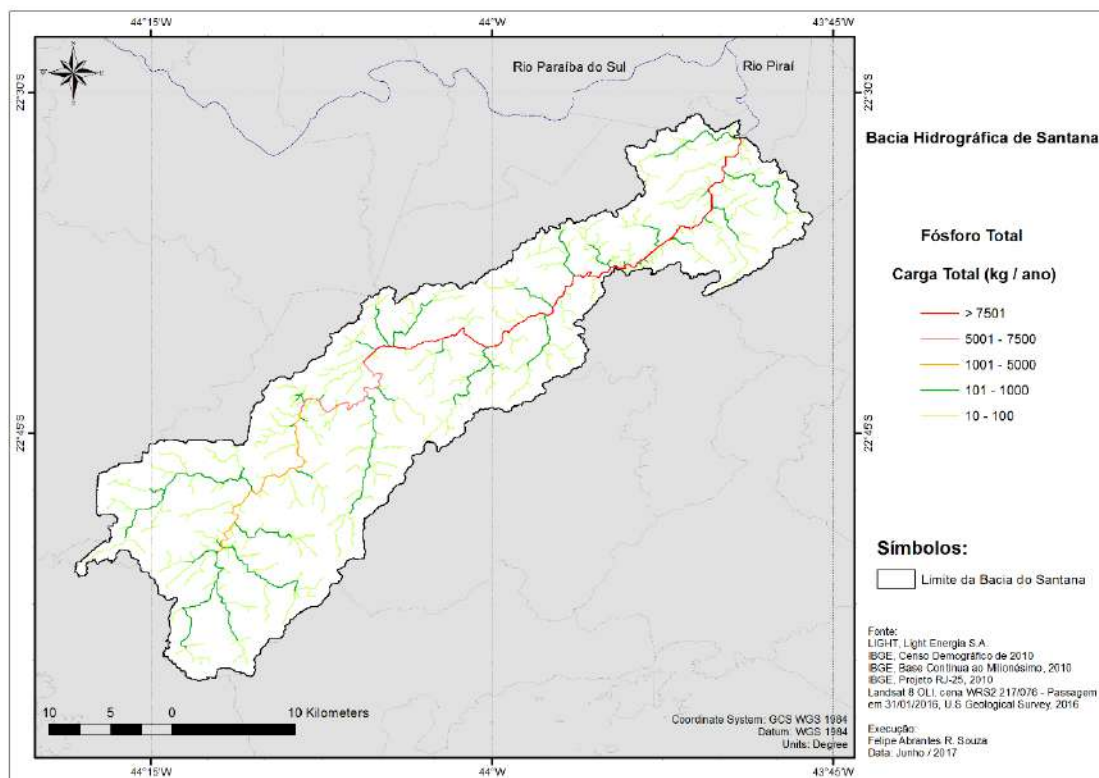 44°15'W 44°W 43°45'W
Rio Paraíba do Sul Rio Piraí
22°30'S 22°30'S
Bacia Hidrográfica de Santana
Fósforo Total
Carga Total (kg / ano)
> 7501
5001 - 7500
1001 - 5000
101 - 1000
10 - 100
22°45'S 22°45'S
Símbolos:
Limite da Bacia do Santana
Fonte:
LIGHT, Light Energia S.A.
IBGE, Censo Demográfico de 2010
IBGE, Base Contínua ao Milionésimo, 2010
IBGE, Projeto RJ-25, 2010
Landsat 8 OLI, cena WRS2 217/076 - Passagem
em 31/01/2016, U.S Geological Survey, 2016
Execução:
Felipe Abrantes R. Souza
Data: Junho / 2017
10 5 0 10 Kilometers
Coordinate System: GCS WGS 1984
Datum: WGS 1984
Units: Degree
44°15'W 44°W 43°45'W